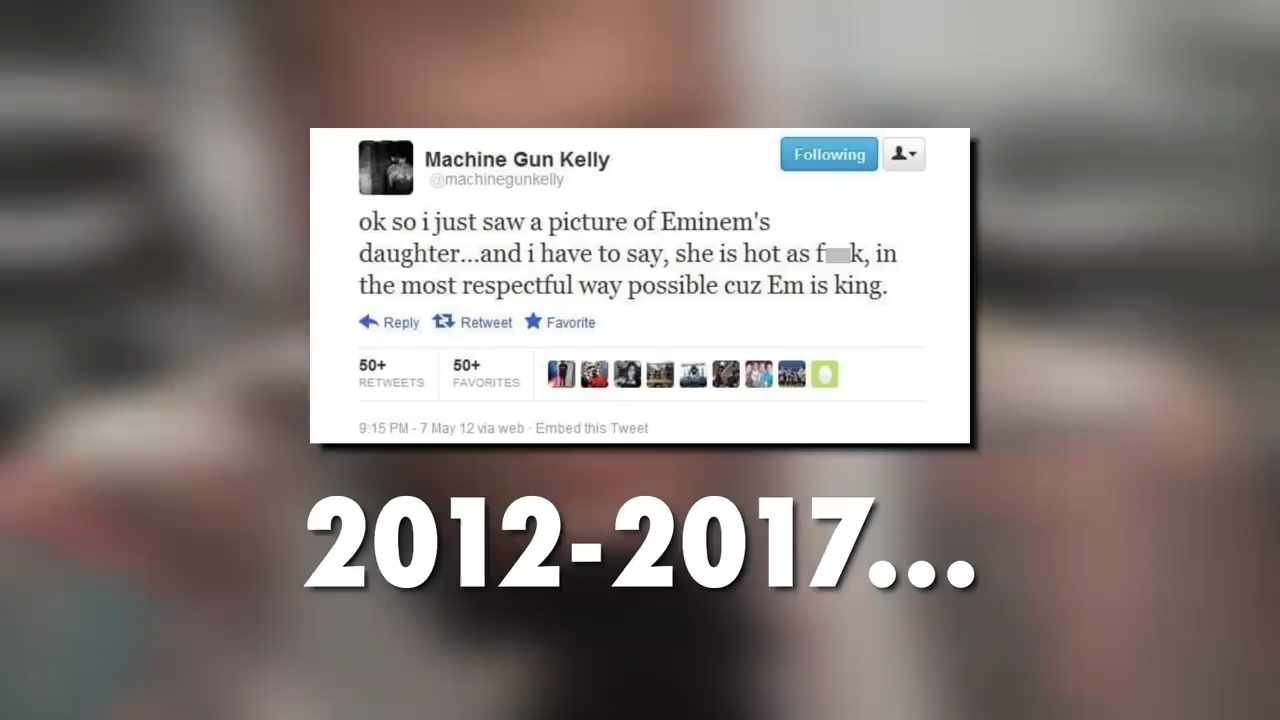 Machine Gun Kelly
@machinegunkelly
Following
ok so i just saw a picture of Eminem's
daughter...and i have to say, she is hot as f k, in
the most respectful way possible cuz Em is king.
Reply Retweet Favorite
50+ 50+
RETWEETS FAVORITES
9:15 PM - 7 May 12 via web · Embed this Tweet
2012-2017...